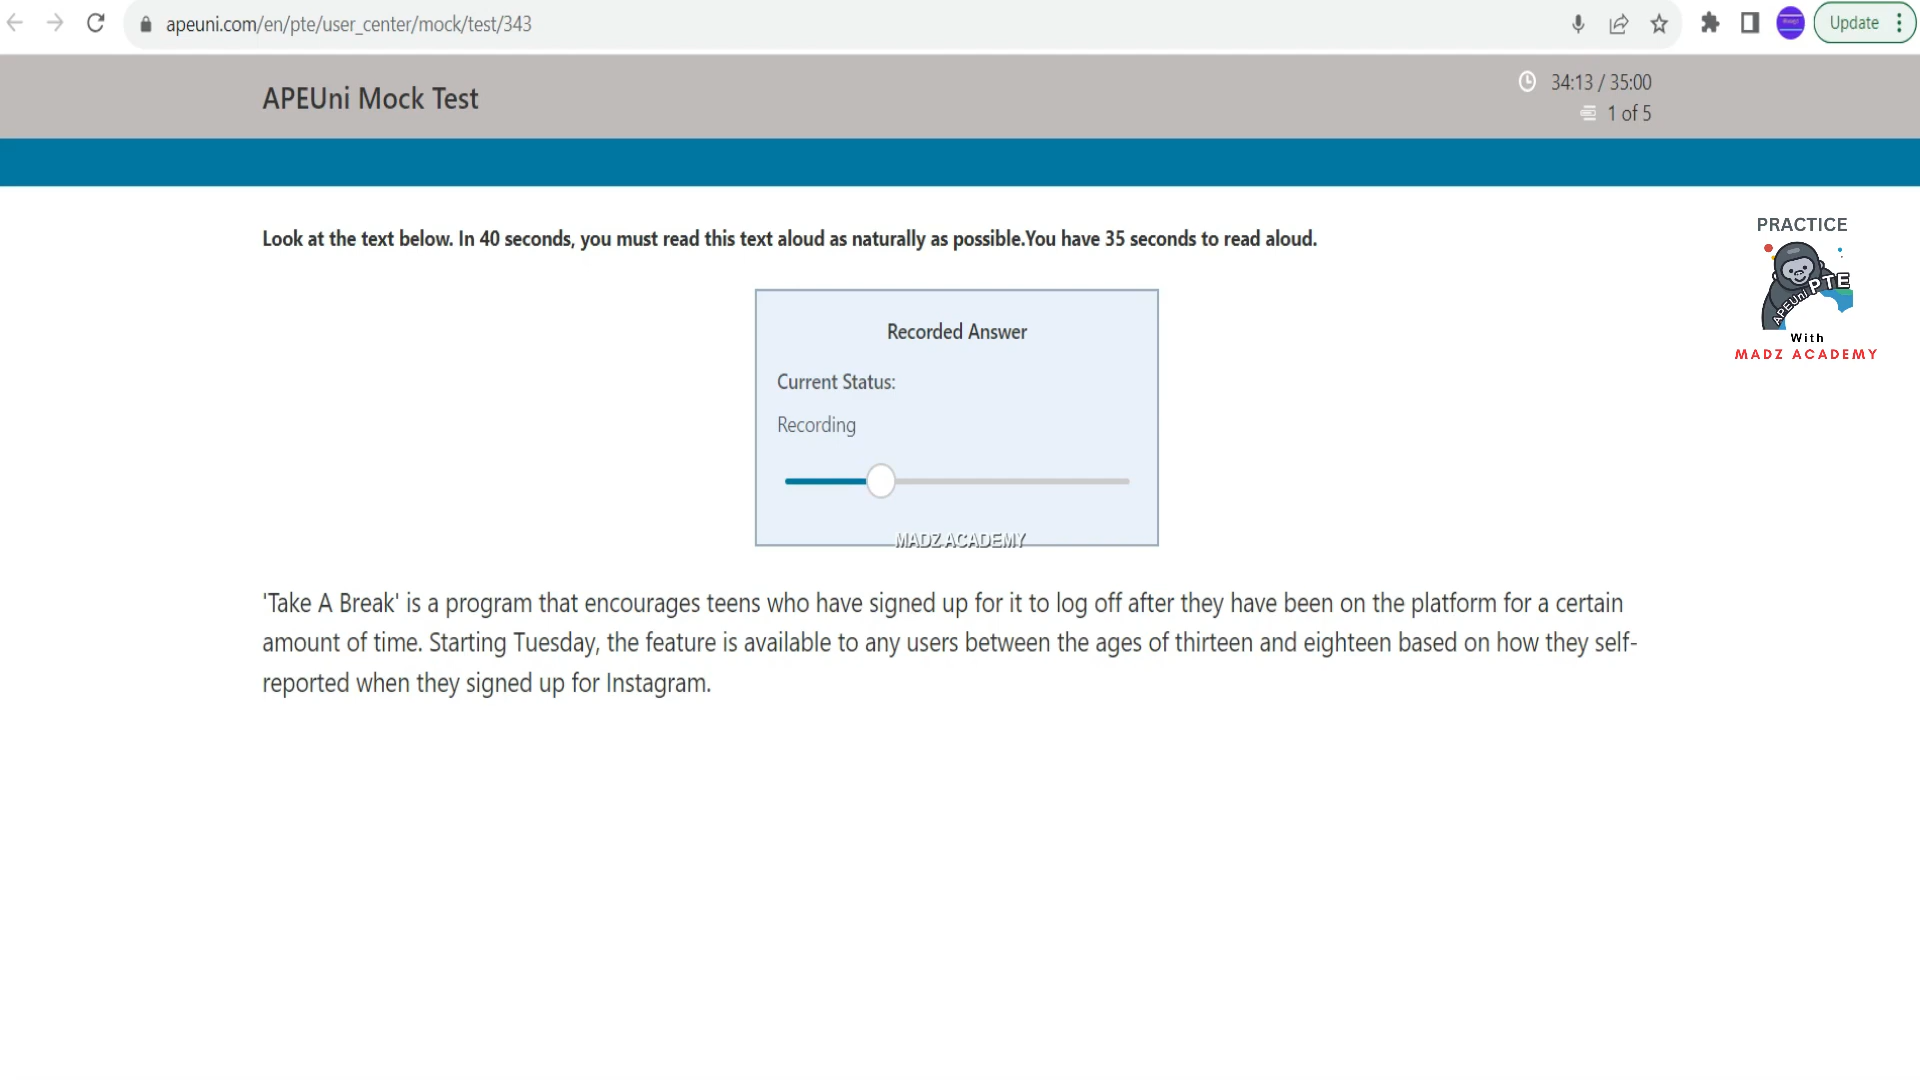 apeuni.com/en/pte/user_center/mock/test/343
Update
APEUni Mock Test
34:13 / 35:00
1 of 5
Look at the text below. In 40 seconds, you must read this text aloud as naturally as possible.You have 35 seconds to read aloud.
PRACTICE
APEUni PTE
With
MADZ ACADEMY
Recorded Answer
Current Status:
Recording
MADZ ACADEMY
'Take A Break' is a program that encourages teens who have signed up for it to log off after they have been on the platform for a certain
amount of time. Starting Tuesday, the feature is available to any users between the ages of thirteen and eighteen based on how they self-
reported when they signed up for Instagram.